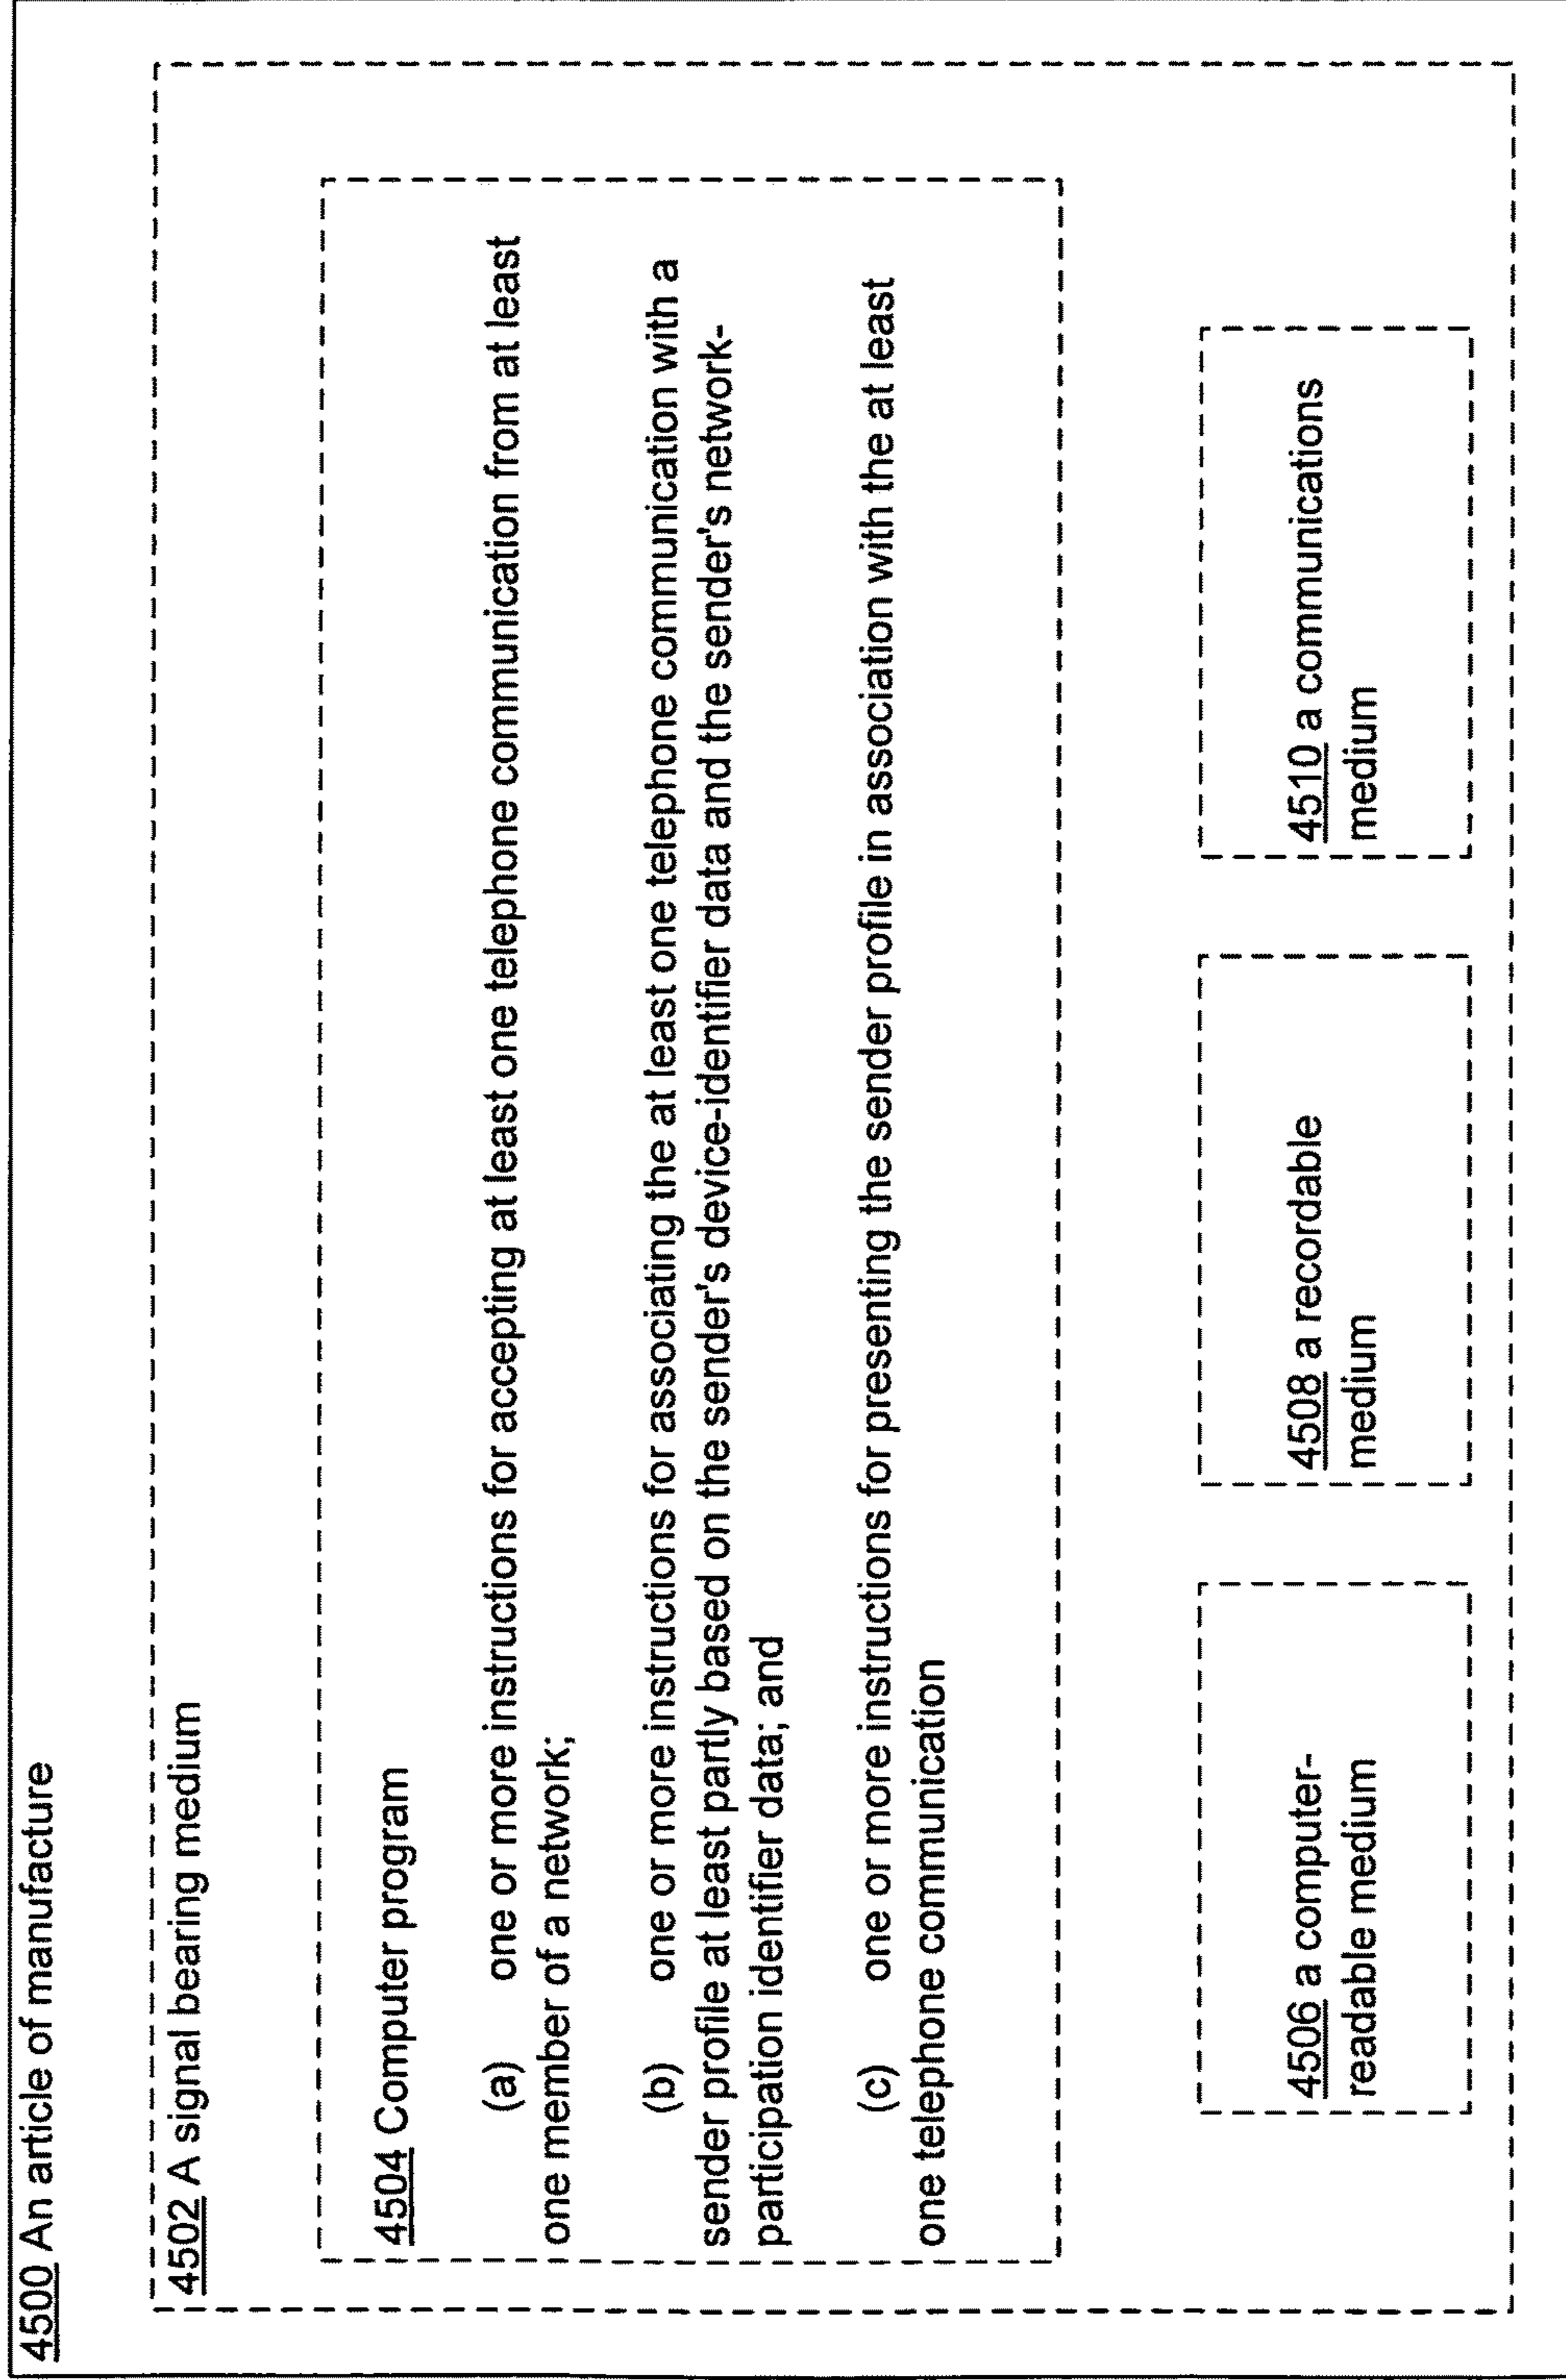 4500 An article of manufacture
4502 A signal bearing medium
4504 Computer program
(a) one or more instructions for accepting at least one telephone communication from at least
one member of a network;
(b) one or more instructions for associating the at least one telephone communication with a
sender profile at least partly based on the sender's device-identifier data and the sender's network-
participation identifier data; and
(c) one or more instructions for presenting the sender profile in association with the at least
one telephone communication
4506 a computer-
readable medium
4508 a recordable
medium
4510 a communications
medium